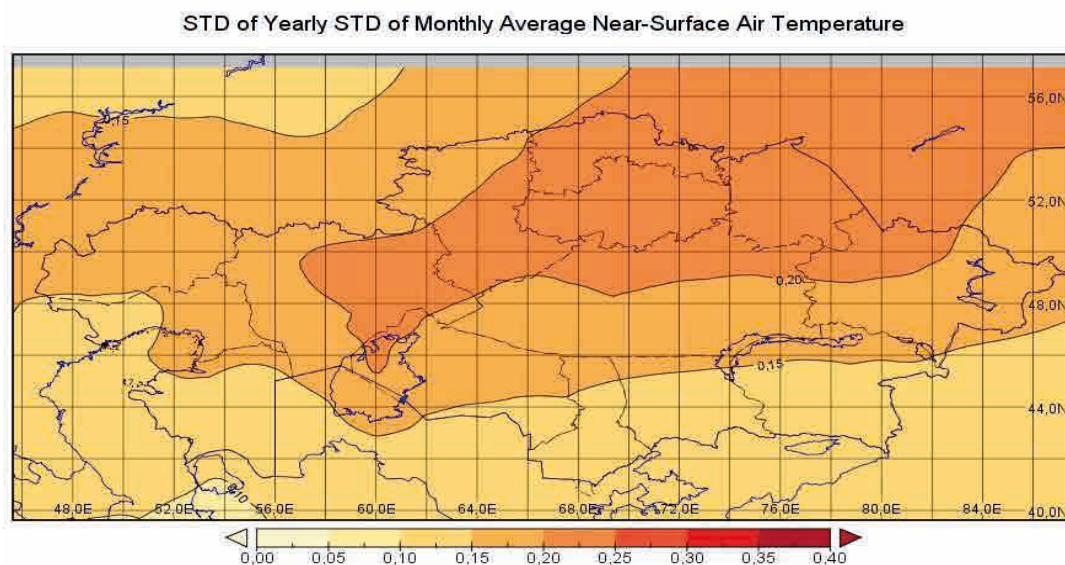 STD of Yearly STD of Monthly Average Near-Surface Air Temperature
0,15
56,0N
52,0N
0,20
48,0N
0,15
44,0N
0,10
48,0E 52,0E 56,0E 60,0E 64,0E 68,0E 72,0E 76,0E 80,0E 84,0E 40,0N
0,00 0,05 0,10 0,15 0,20 0,25 0,30 0,35 0,40